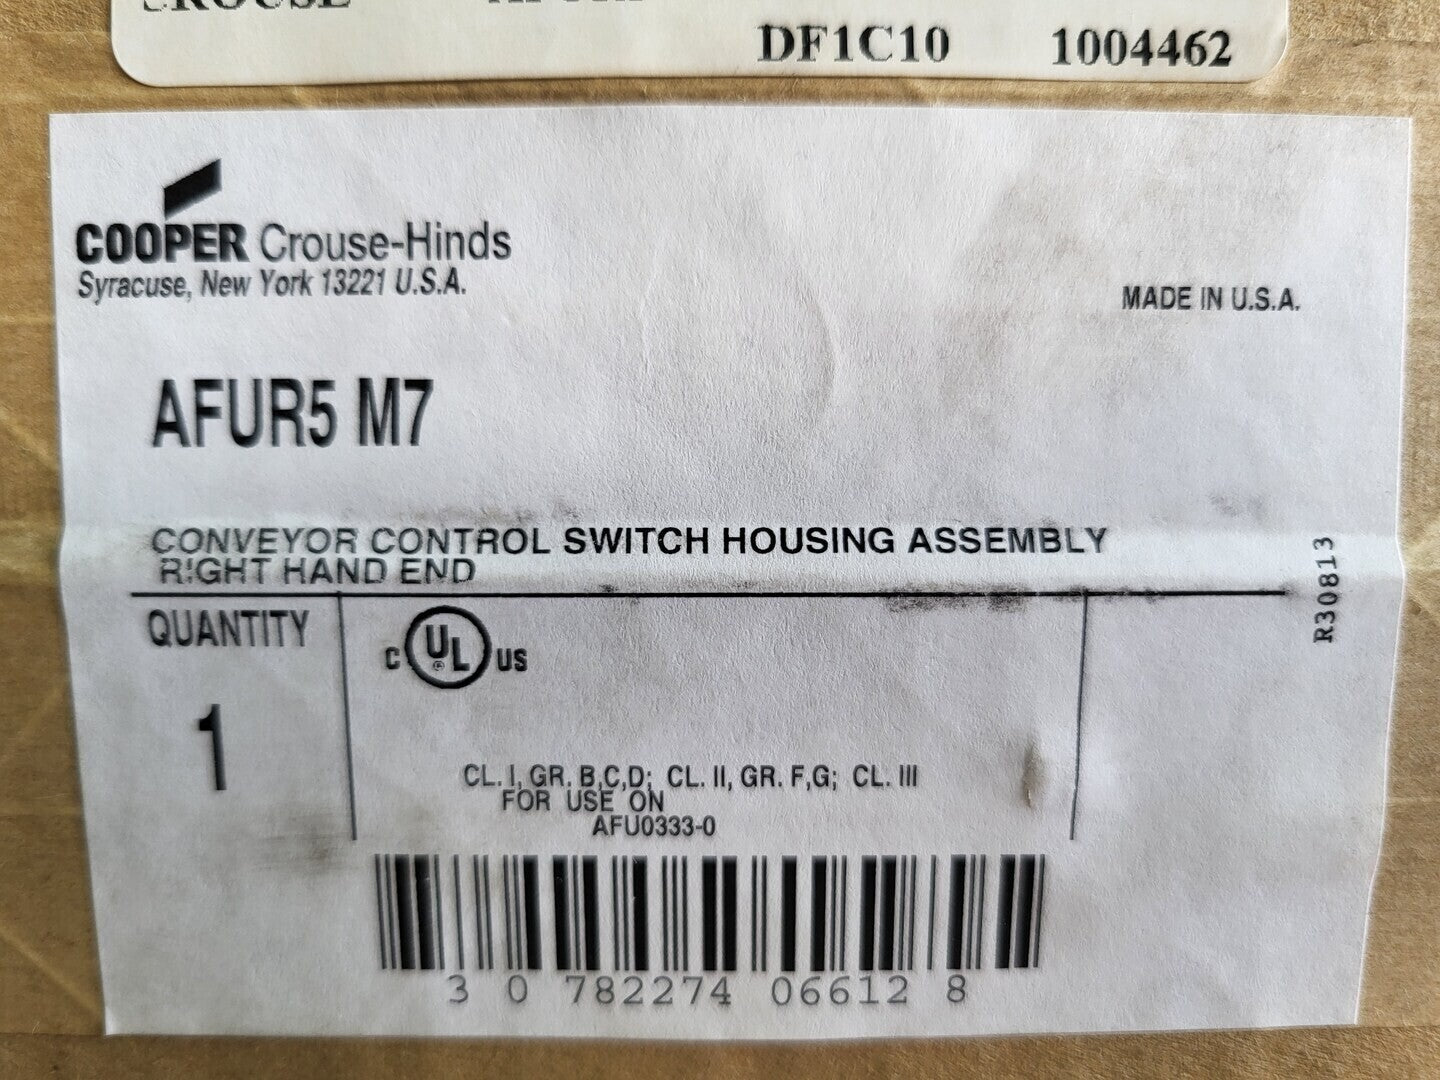 DF1C10 1004462
COOPER Crouse-Hinds
Syracuse, New York 13221 U.S.A.
MADE IN U.S.A.
AFUR5 M7
CONVEYOR CONTROL SWITCH HOUSING ASSEMBLY
RIGHT HAND END
R30813
QUANTITY
1
C UL US
CL. I, GR. B,C,D; CL. II, GR. F,G; CL. III
FOR USE ON
AFU0333-0
3 0 782274 06612 8